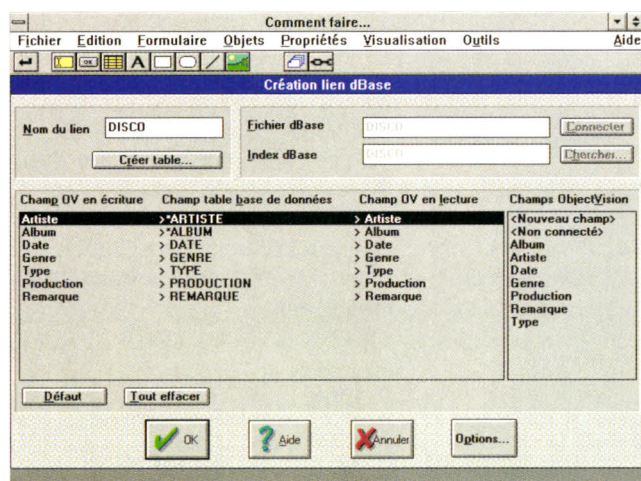 Comment faire...
Fichier Edition Formulaire Objets Propriétés Visualisation Outils Aide
OK A
Création lien dBase
Nom du lien DISCO
Créer table...
Fichier dBase DISCO Connecter
Index dBase DISCO Chercher...
Champ OV en écriture Champ table base de données Champ OV en lecture Champs ObjectVision
Artiste >*ARTISTE > Artiste <Nouveau champ>
Album >*ALBUM > Album <Non connecté>
Date > DATE > Date Album
Genre > GENRE > Genre Artiste
Type > TYPE > Type Date
Production > PRODUCTION > Production Genre
Remarque > REMARQUE > Remarque Production
Remarque
Type
Défaut Tout effacer
OK ? Aide Annuler Options...